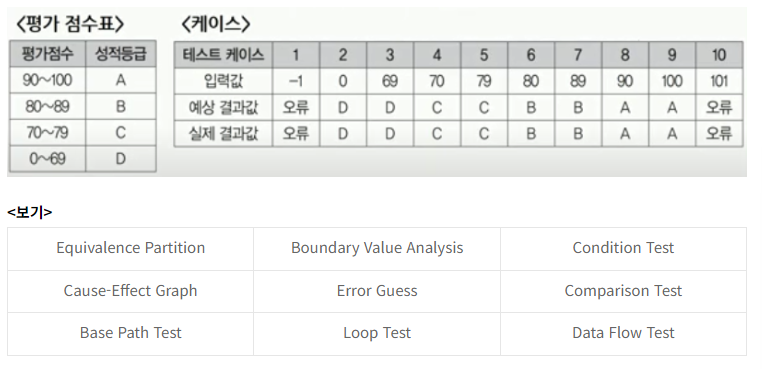 <평가 점수표>
평가점수 성적등급
90~100 A
80~89 B
70~79 C
0~69 D
<케이스>
테스트 케이스 1 2 3 4 5 6 7 8 9 10
입력값 -1 0 69 70 79 80 89 90 100 101
예상 결과값 오류 D D C C B B A A 오류
실제 결과값 오류 D D C C B B A A 오류
<보기>
Equivalence Partition Boundary Value Analysis Condition Test
Cause-Effect Graph Error Guess Comparison Test
Base Path Test Loop Test Data Flow Test